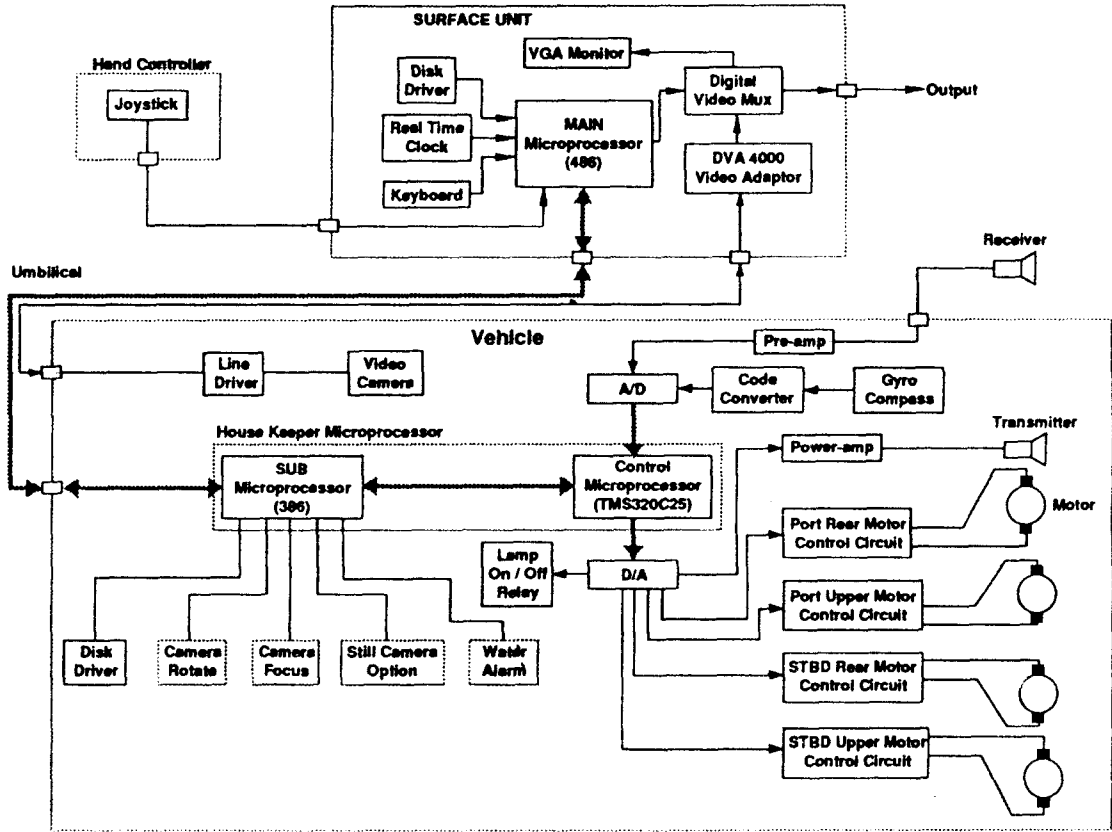 SURFACE UNIT
Hand Controller
Joystick
VGA Monitor
Disk
Driver
Digital
Video Mux
Output
Real Time
Clock
MAIN
Microprocessor
(486)
DVA 4000
Video Adaptor
Keyboard
Receiver
Umbilical
Vehicle
Pre-amp
Line
Driver
Video
Camera
A/D
Code
Converter
Gyro
Compass
House Keeper Microprocessor
Transmitter
Power-amp
SUB
Microprocessor
(386)
Control
Microprocessor
(TMS320C25)
Motor
Port Rear Motor
Control Circuit
Lamp
On / Off
Relay
D/A
Port Upper Motor
Control Circuit
Disk
Driver
Camera
Rotate
Camera
Focus
Still Camera
Option
Water
Alarm
STBD Rear Motor
Control Circuit
STBD Upper Motor
Control Circuit